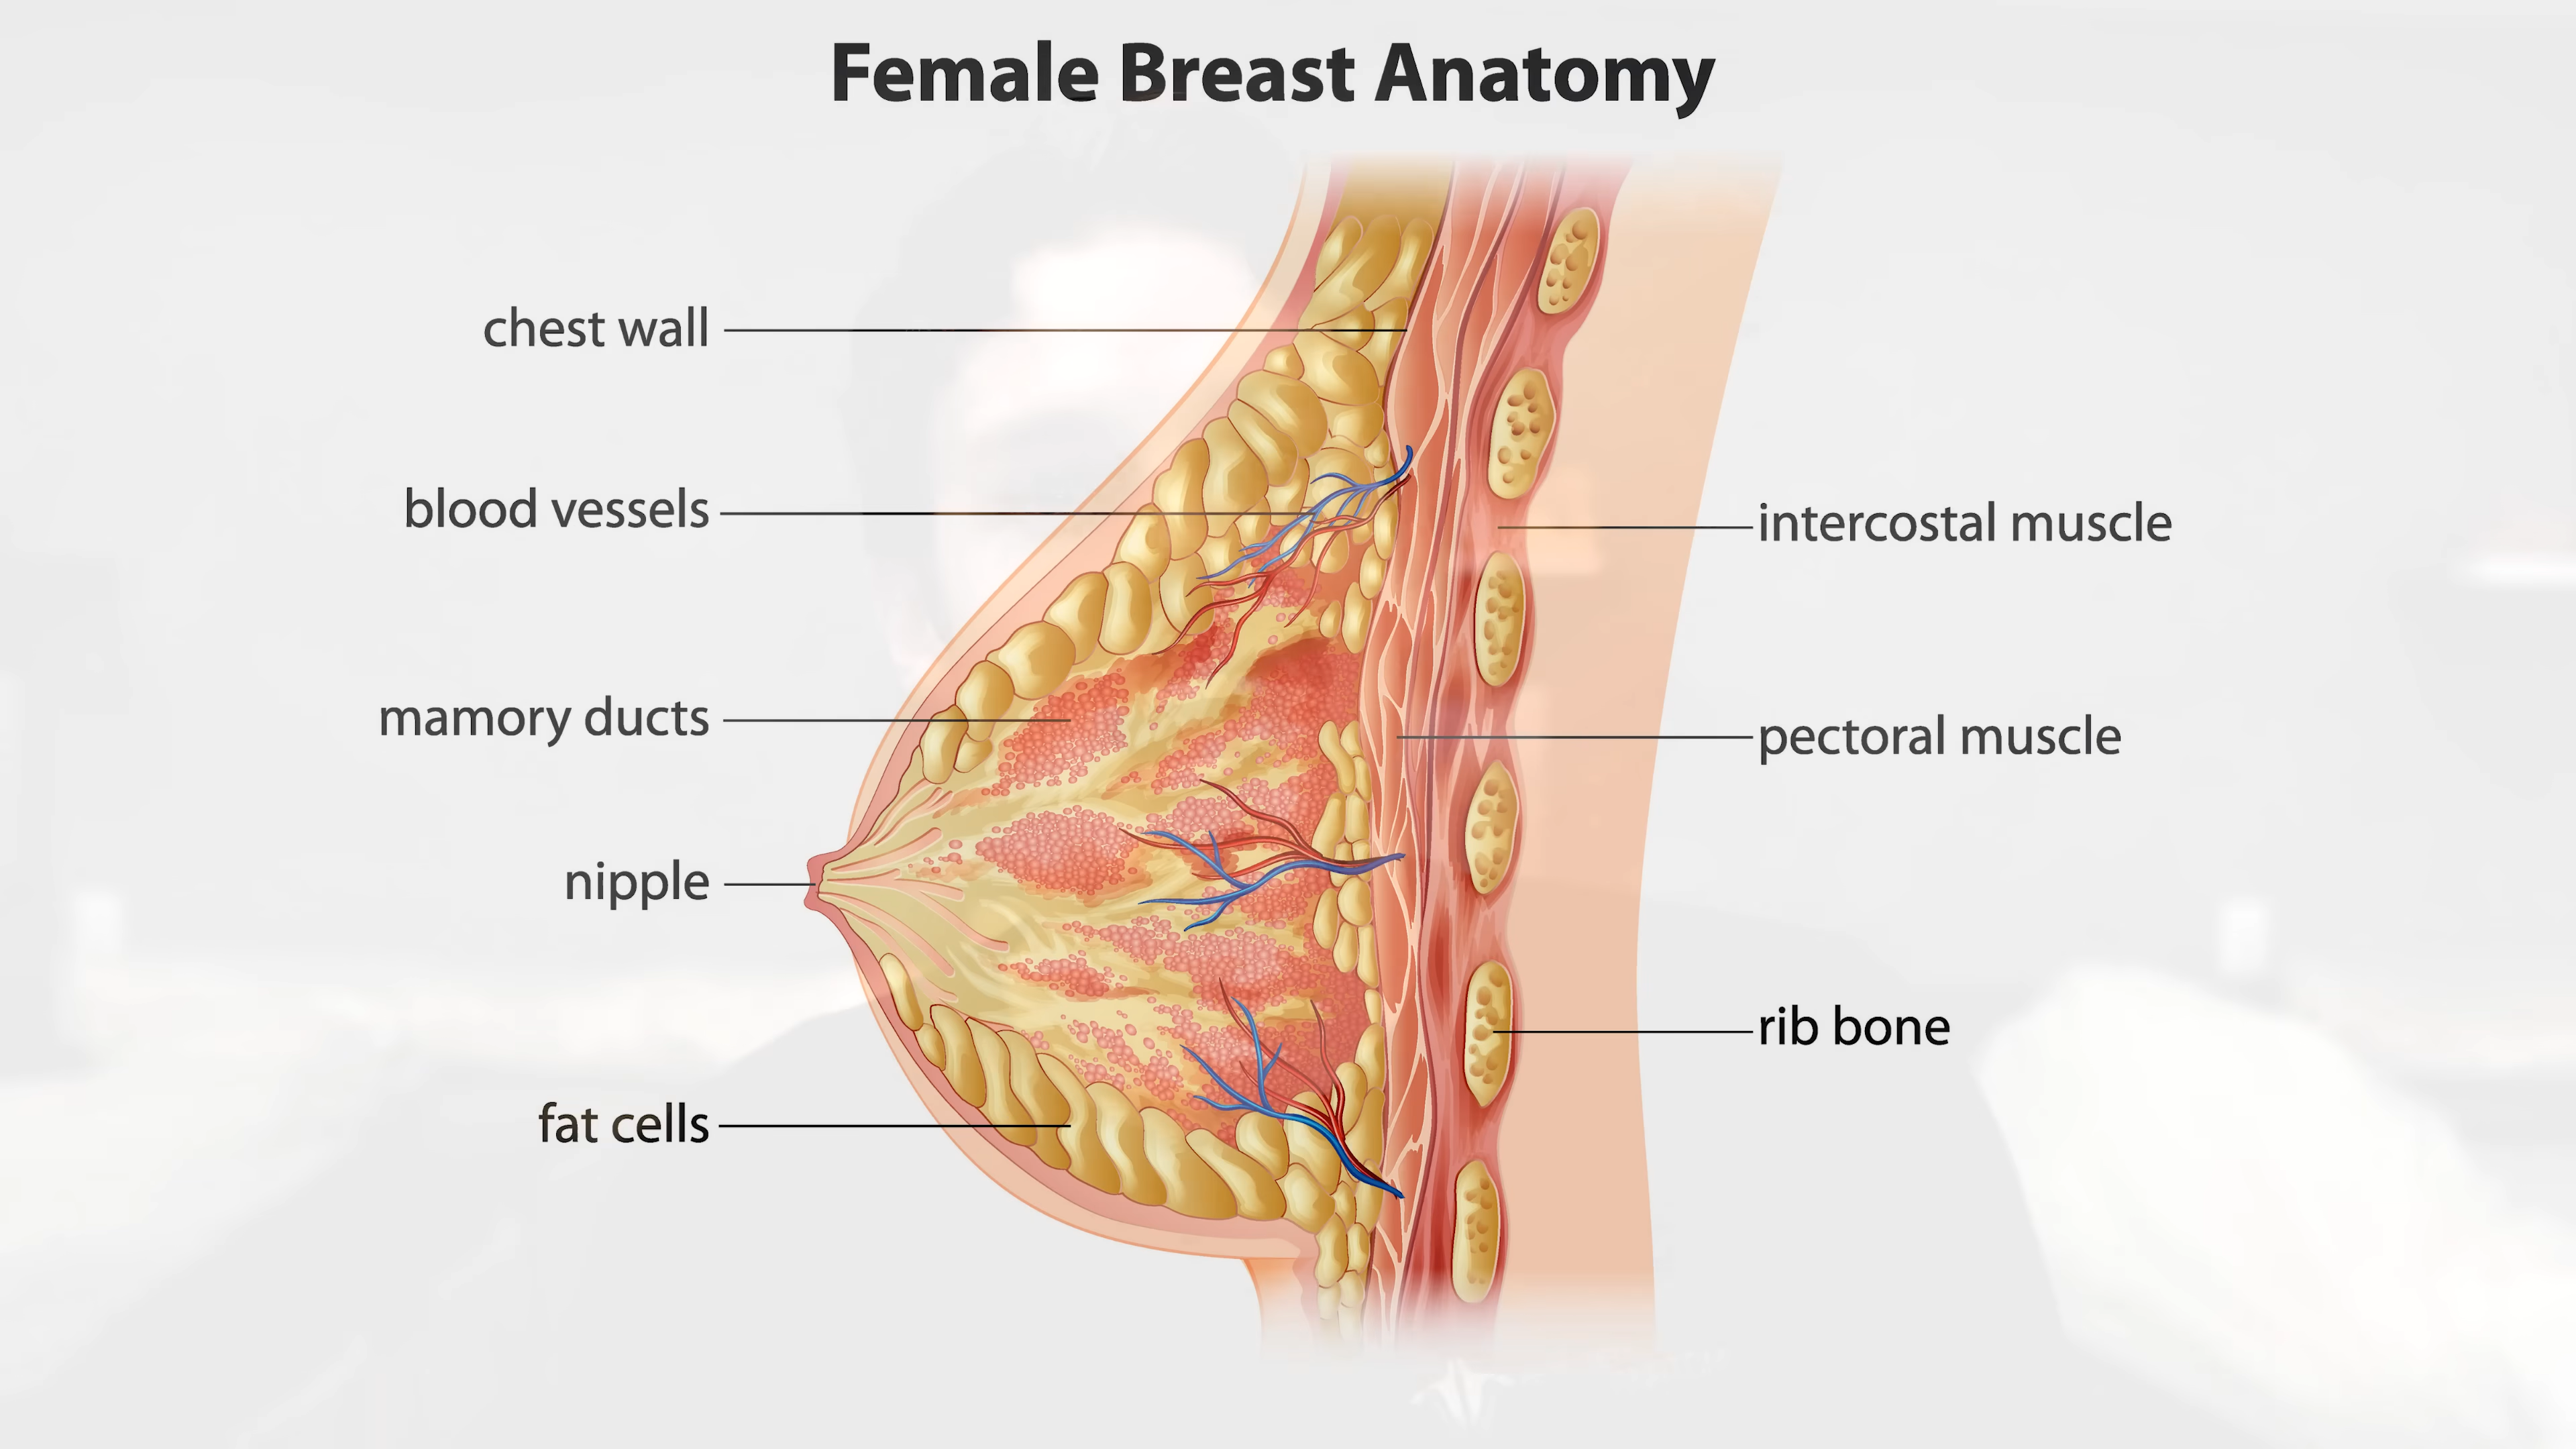 Female Breast Anatomy
chest wall
blood vessels
intercostal muscle
mamory ducts
pectoral muscle
nipple
rib bone
fat cells